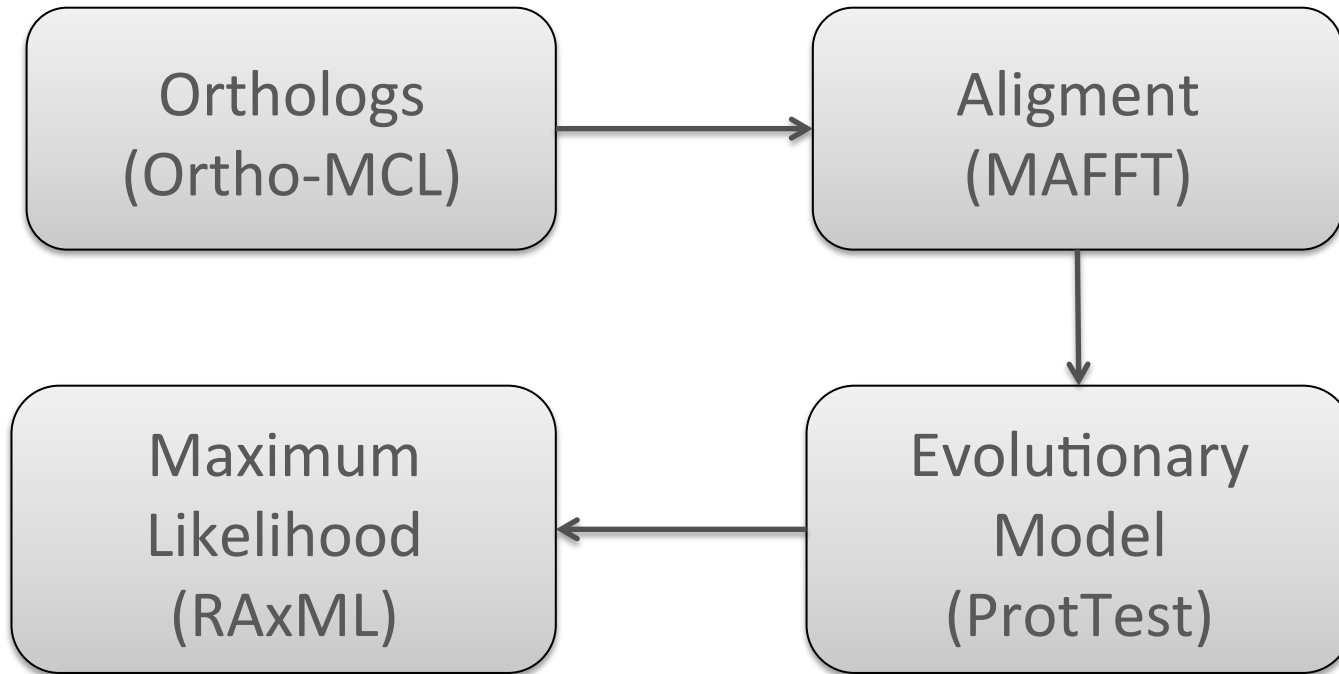 Orthologs
(Ortho-MCL)
Aligment
(MAFFT)
Evolutionary
Model
(ProtTest)
Maximum
Likelihood
(RAxML)